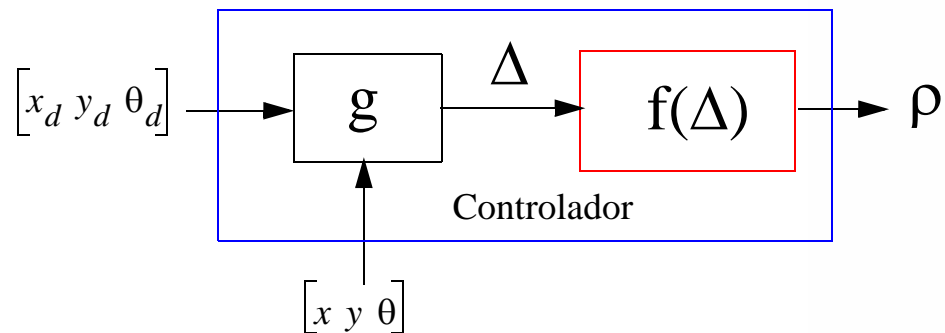 Δ
[x_d y_d θ_d]
g
f(Δ)
ρ
Controlador
[x y θ]